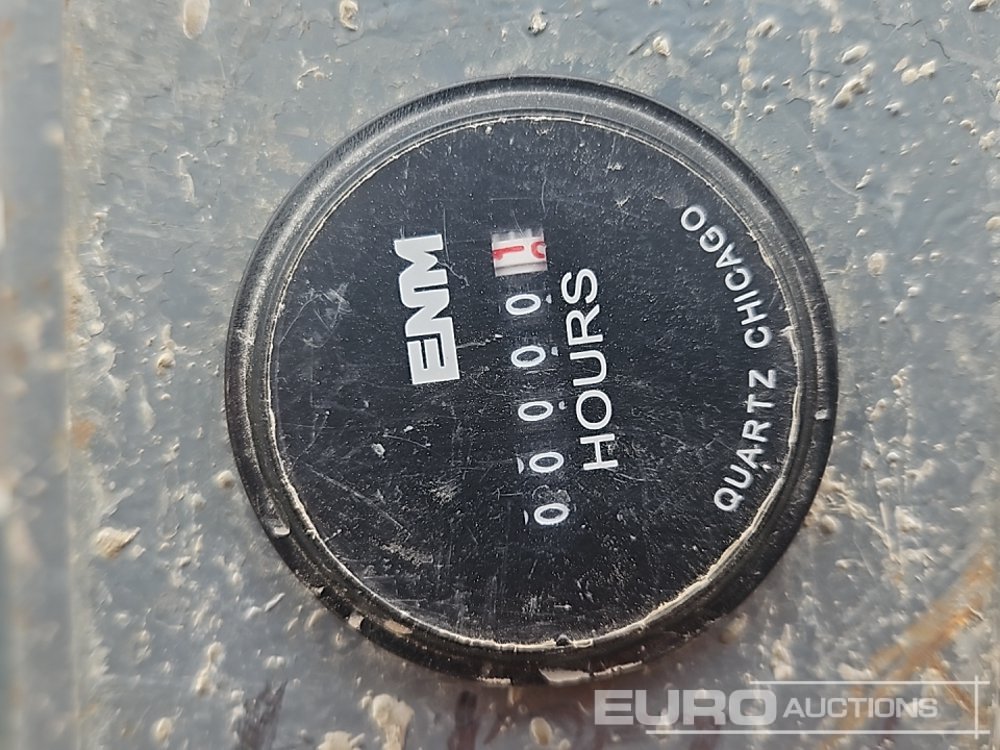 ENM
00000
HOURS
QUARTZ CHICAGO
EURO AUCTIONS